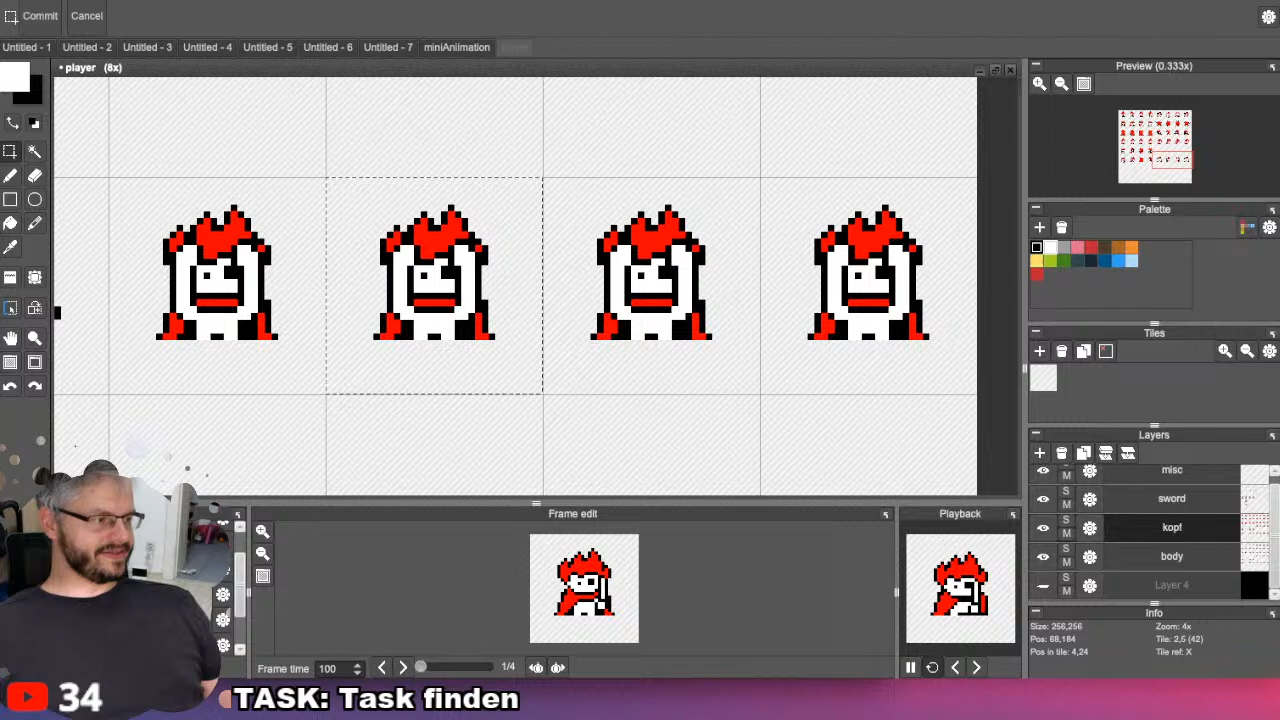 Commit
Cancel
Untitled - 1
Untitled - 2
Untitled - 3
Untitled - 4
Untitled - 5
Untitled - 6
Untitled - 7
miniAniimation
player
• player (8x)
Preview (0.333x)
Palette
Tiles
Layers
S
M
misc
S
M
sword
S
M
kopf
S
M
body
S
M
Layer 4
Info
Size: 256,256
Zoom: 4x
Pos: 68,184
Tile: 2,5 (42)
Pos in tile: 4,24
Tile ref: X
Frame edit
Playback
Frame time
100
1/4
34
TASK: Task finden